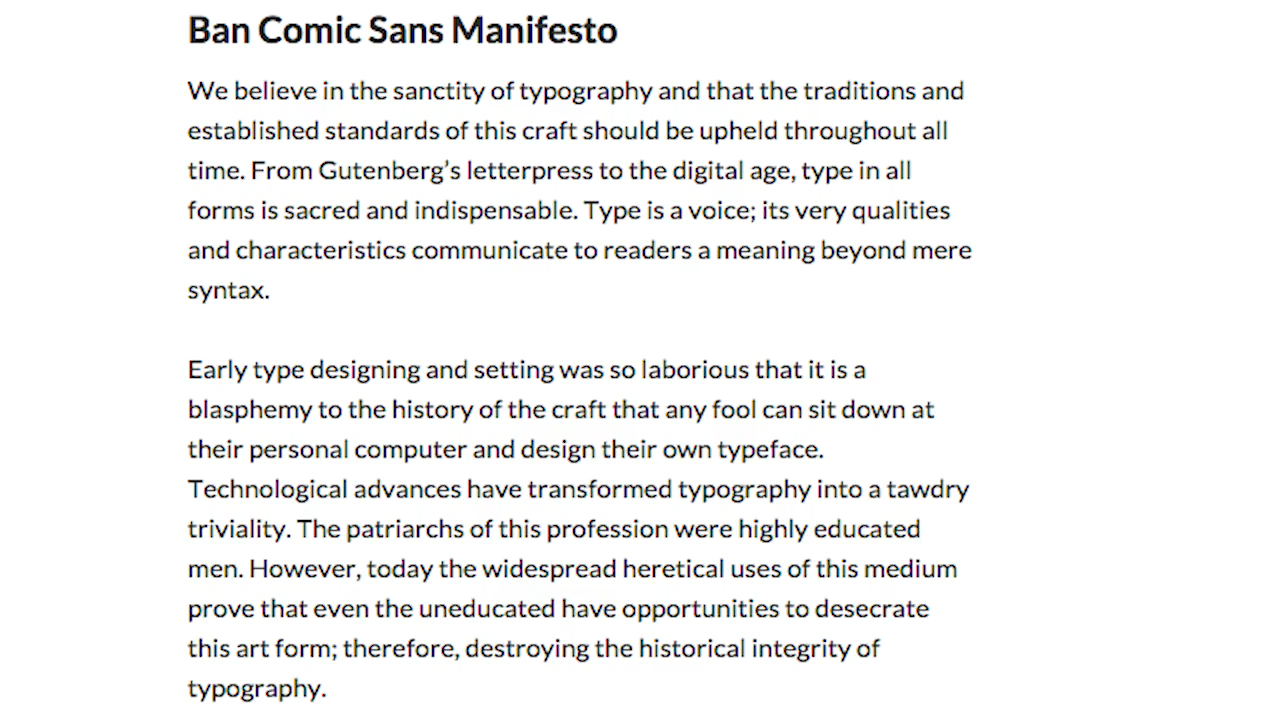 Ban Comic Sans Manifesto
We believe in the sanctity of typography and that the traditions and
established standards of this craft should be upheld throughout all
time. From Gutenberg’s letterpress to the digital age, type in all
forms is sacred and indispensable. Type is a voice; its very qualities
and characteristics communicate to readers a meaning beyond mere
syntax.
Early type designing and setting was so laborious that it is a
blasphemy to the history of the craft that any fool can sit down at
their personal computer and design their own typeface.
Technological advances have transformed typography into a tawdry
triviality. The patriarchs of this profession were highly educated
men. However, today the widespread heretical uses of this medium
prove that even the uneducated have opportunities to desecrate
this art form; therefore, destroying the historical integrity of
typography.